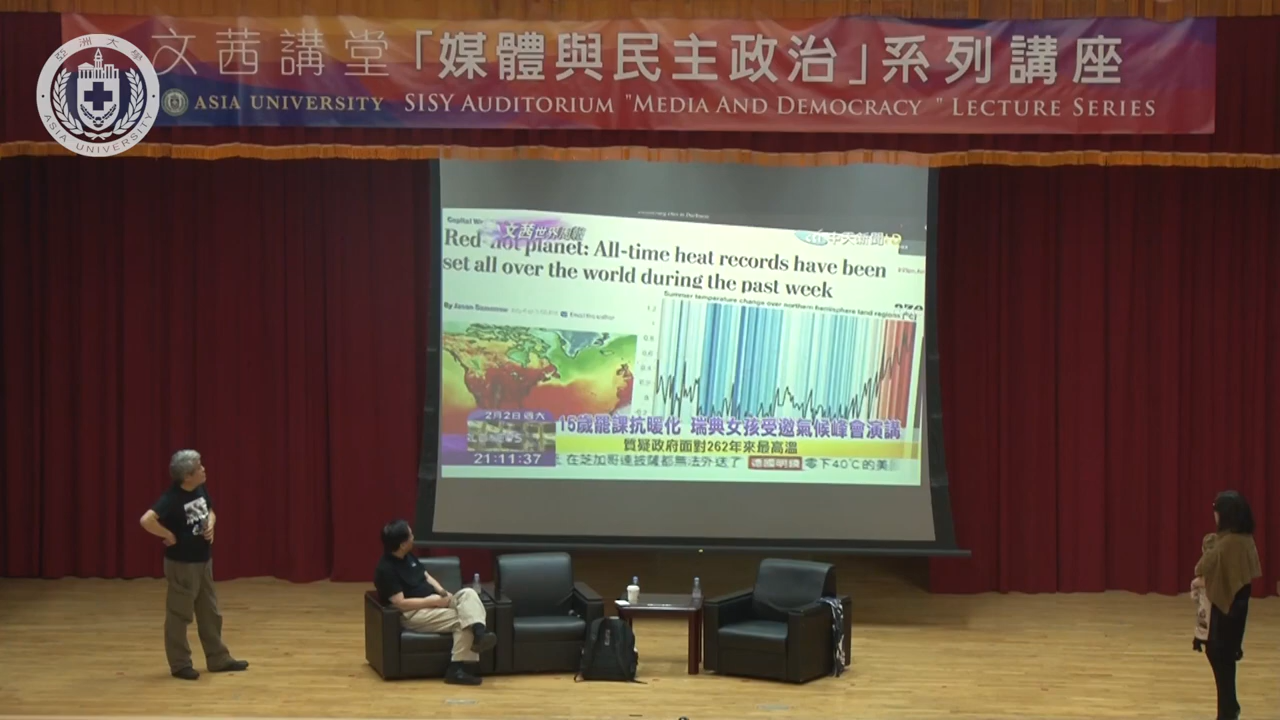 文茜講堂「媒體與民主政治」系列講座
ASIA UNIVERSITY SISY AUDITORIUM "MEDIA AND DEMOCRACY " LECTURE SERIES
亞洲大學
ASIA UNIVERSITY
文茜世界周報
中天新聞
Red-hot planet: All-time heat records have been
set all over the world during the past week
Summer temperature change over northern hemisphere land regions (°C)
2月2日週六
21:11:37
15歲罷課抗暖化 瑞典女孩受邀氣候峰會演講
質疑政府面對262年來最高溫
在芝加哥連披薩都無法外送了 德國明鏡 零下40℃的美